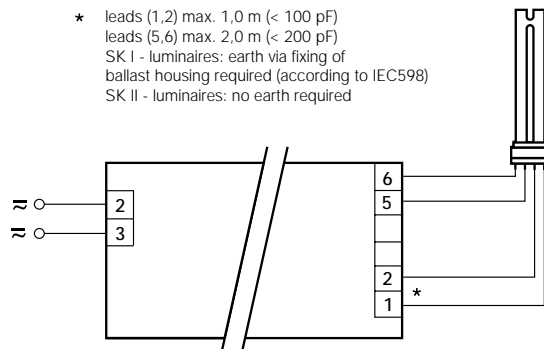 * leads (1,2) max. 1,0 m (< 100 pF)
leads (5,6) max. 2,0 m (< 200 pF)
SK I - luminaires: earth via fixing of
ballast housing required (according to IEC598)
SK II - luminaires: no earth required
6
5
2
3
2
1
*